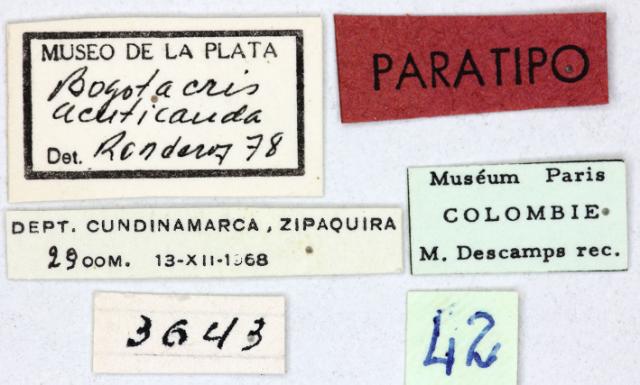 MUSEO DE LA PLATA
Bogotacris
acuticauda
Det. Ronderos 78
PARATIPO
Muséum Paris
COLOMBIE
M. Descamps rec.
DEPT. CUNDINAMARCA, ZIPAQUIRA
2900M. 13-XII-1968
3643
42